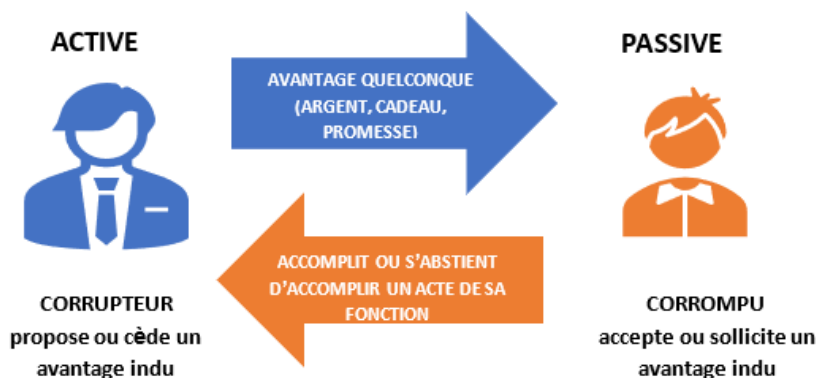 ACTIVE
PASSIVE
AVANTAGE QUELCONQUE
(ARGENT, CADEAU,
PROMESSE)
ACCOMPLIT OU S’ABSTIENT
D’ACCOMPLIR UN ACTE DE SA
FONCTION
CORRUPTEUR
propose ou cède un
avantage indu
CORROMPU
accepte ou sollicite un
avantage indu